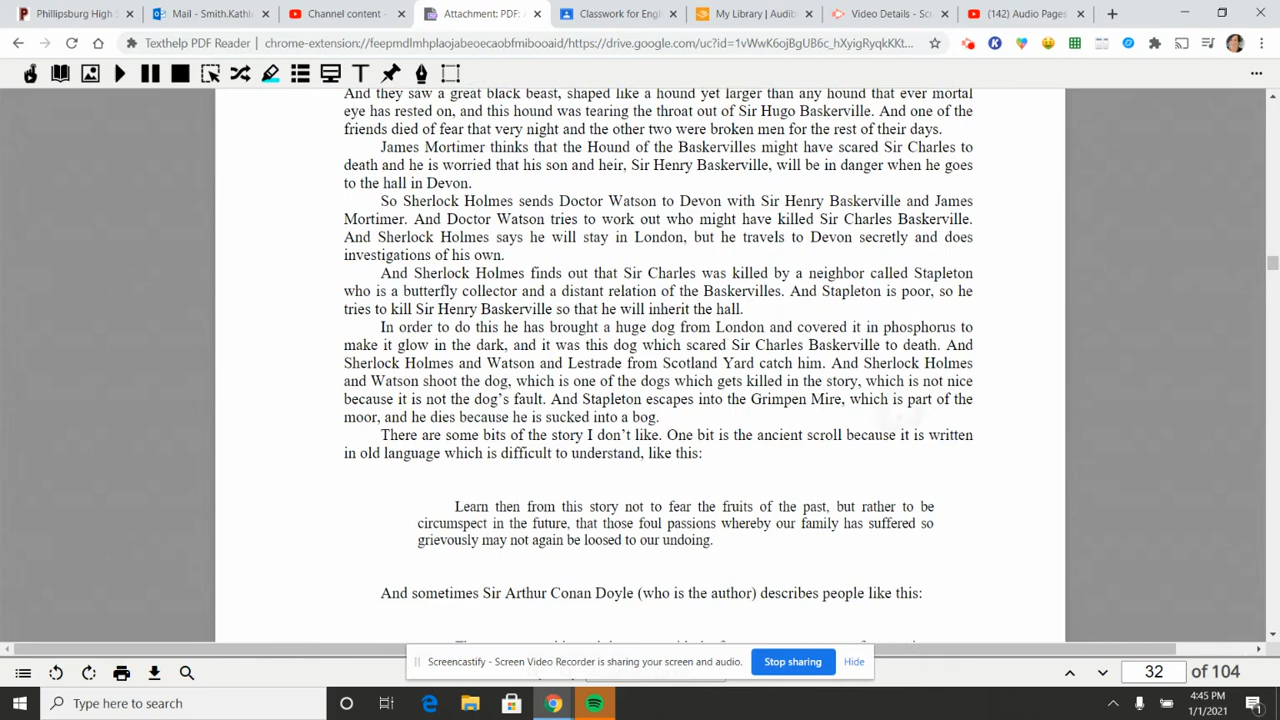 Phillipsburg High S
Mail - Smith.Kathle
Channel content -
Attachment: PDF: A
Classwork for Engl
My Library | Audib
Video Details - Scr
(142) Audio Pages
Texthelp PDF Reader | chrome-extension://feepmdlmhplaojabeoecaobfmibooaid/https://drive.google.com/uc?id=1vWwK6ojBgUB6c_hXyigRyqkKKt...
And they saw a great black beast, shaped like a hound yet larger than any hound that ever mortal
eye has rested on, and this hound was tearing the throat out of Sir Hugo Baskerville. And one of the
friends died of fear that very night and the other two were broken men for the rest of their days.
James Mortimer thinks that the Hound of the Baskervilles might have scared Sir Charles to
death and he is worried that his son and heir, Sir Henry Baskerville, will be in danger when he goes
to the hall in Devon.
So Sherlock Holmes sends Doctor Watson to Devon with Sir Henry Baskerville and James
Mortimer. And Doctor Watson tries to work out who might have killed Sir Charles Baskerville.
And Sherlock Holmes says he will stay in London, but he travels to Devon secretly and does
investigations of his own.
And Sherlock Holmes finds out that Sir Charles was killed by a neighbor called Stapleton
who is a butterfly collector and a distant relation of the Baskervilles. And Stapleton is poor, so he
tries to kill Sir Henry Baskerville so that he will inherit the hall.
In order to do this he has brought a huge dog from London and covered it in phosphorus to
make it glow in the dark, and it was this dog which scared Sir Charles Baskerville to death. And
Sherlock Holmes and Watson and Lestrade from Scotland Yard catch him. And Sherlock Holmes
and Watson shoot the dog, which is one of the dogs which gets killed in the story, which is not nice
because it is not the dog's fault. And Stapleton escapes into the Grimpen Mire, which is part of the
moor, and he dies because he is sucked into a bog.
There are some bits of the story I don't like. One bit is the ancient scroll because it is written
in old language which is difficult to understand, like this:
Learn then from this story not to fear the fruits of the past, but rather to be
circumspect in the future, that those foul passions whereby our family has suffered so
grievously may not again be loosed to our undoing.
And sometimes Sir Arthur Conan Doyle (who is the author) describes people like this:
Screencastify - Screen Video Recorder is sharing your screen and audio.
Stop sharing
Hide
32 of 104
Type here to search
4:45 PM
1/1/2021